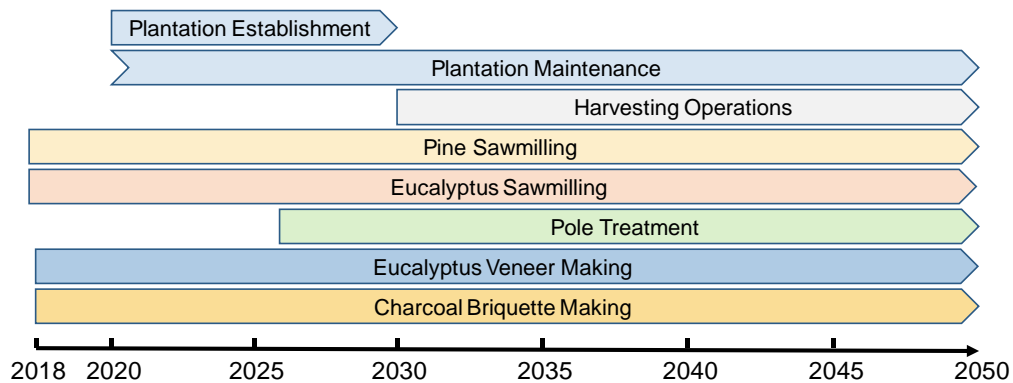 Plantation Establishment
Plantation Maintenance
Harvesting Operations
Pine Sawmilling
Eucalyptus Sawmilling
Pole Treatment
Eucalyptus Veneer Making
Charcoal Briquette Making
2018 2020 2025 2030 2035 2040 2045 2050